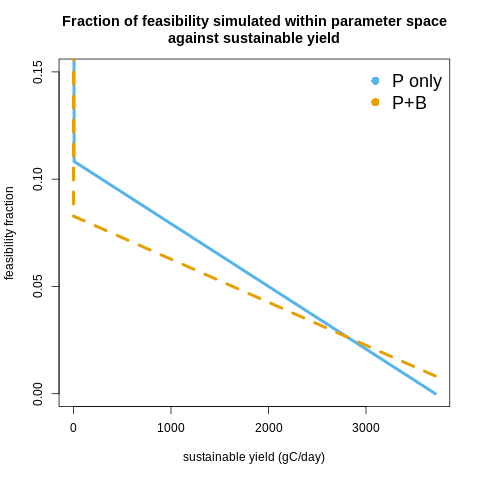 Fraction of feasibility simulated within parameter space
against sustainable yield
P only
P+B
0.15
0.10
0.05
0.00
feasibility fraction
0
1000
2000
3000
sustainable yield (gC/day)